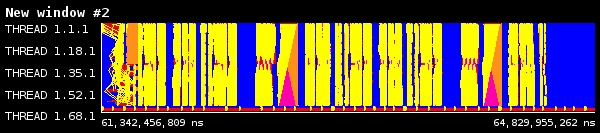 New window #2
THREAD 1.1.1
THREAD 1.18.1
THREAD 1.35.1
THREAD 1.52.1
THREAD 1.68.1
61,342,456,809 ns
64,829,955,262 ns